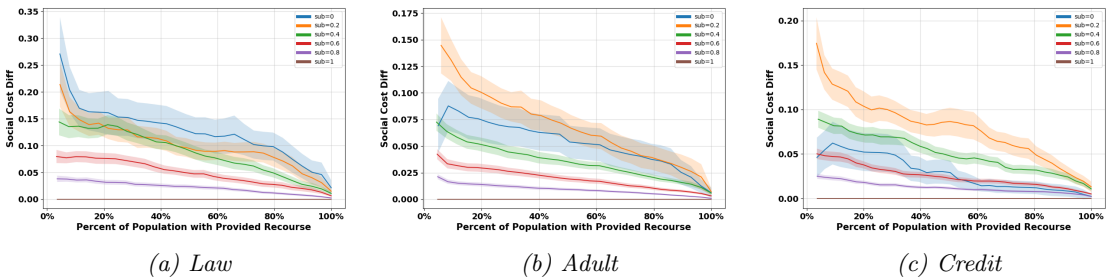 0.35
0.30
0.25
0.20
0.15
0.10
0.05
0.00
Social Cost Diff
sub=0
sub=0.2
sub=0.4
sub=0.6
sub=0.8
sub=1
0%
20%
40%
60%
80%
100%
Percent of Population with Provided Recourse
(a) Law
0.175
0.150
0.125
0.100
0.075
0.050
0.025
0.000
Social Cost Diff
sub=0
sub=0.2
sub=0.4
sub=0.6
sub=0.8
sub=1
0%
20%
40%
60%
80%
100%
Percent of Population with Provided Recourse
(b) Adult
0.20
0.15
0.10
0.05
0.00
Social Cost Diff
sub=0
sub=0.2
sub=0.4
sub=0.6
sub=0.8
sub=1
0%
20%
40%
60%
80%
100%
Percent of Population with Provided Recourse
(c) Credit